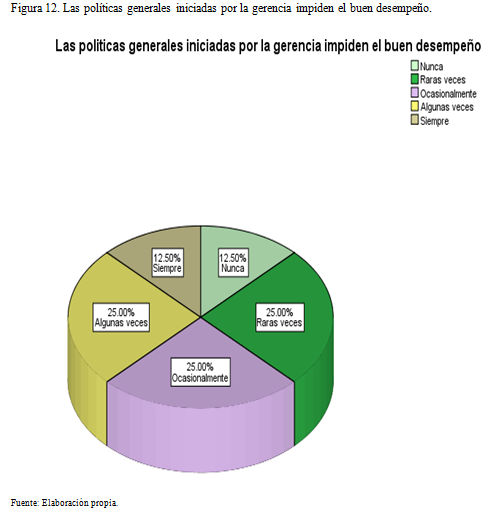 Figura 12. Las políticas generales iniciadas por la gerencia impiden el buen desempeño.
Las politicas generales iniciadas por la gerencia impiden el buen desempeño
Nunca
Raras veces
Ocasionalmente
Algunas veces
Siempre
12.50%
Siempre
12.50%
Nunca
25.00%
Algunas veces
25.00%
Raras veces
25.00%
Ocasionalmente
Fuente: Elaboración propia.